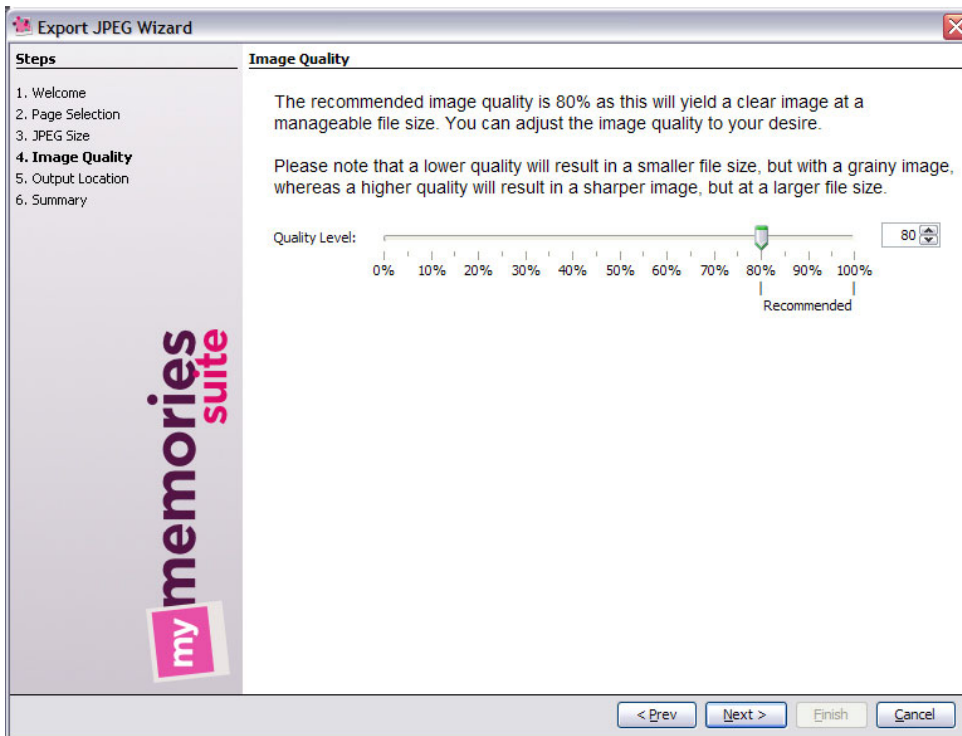 Export JPEG Wizard
Steps
1. Welcome
2. Page Selection
3. JPEG Size
4. Image Quality
5. Output Location
6. Summary
my memories
suite
Image Quality
The recommended image quality is 80% as this will yield a clear image at a
manageable file size. You can adjust the image quality to your desire.
Please note that a lower quality will result in a smaller file size, but with a grainy image,
whereas a higher quality will result in a sharper image, but at a larger file size.
Quality Level:
80
0% 10% 20% 30% 40% 50% 60% 70% 80% 90% 100%
Recommended
< Prev Next > Finish Cancel